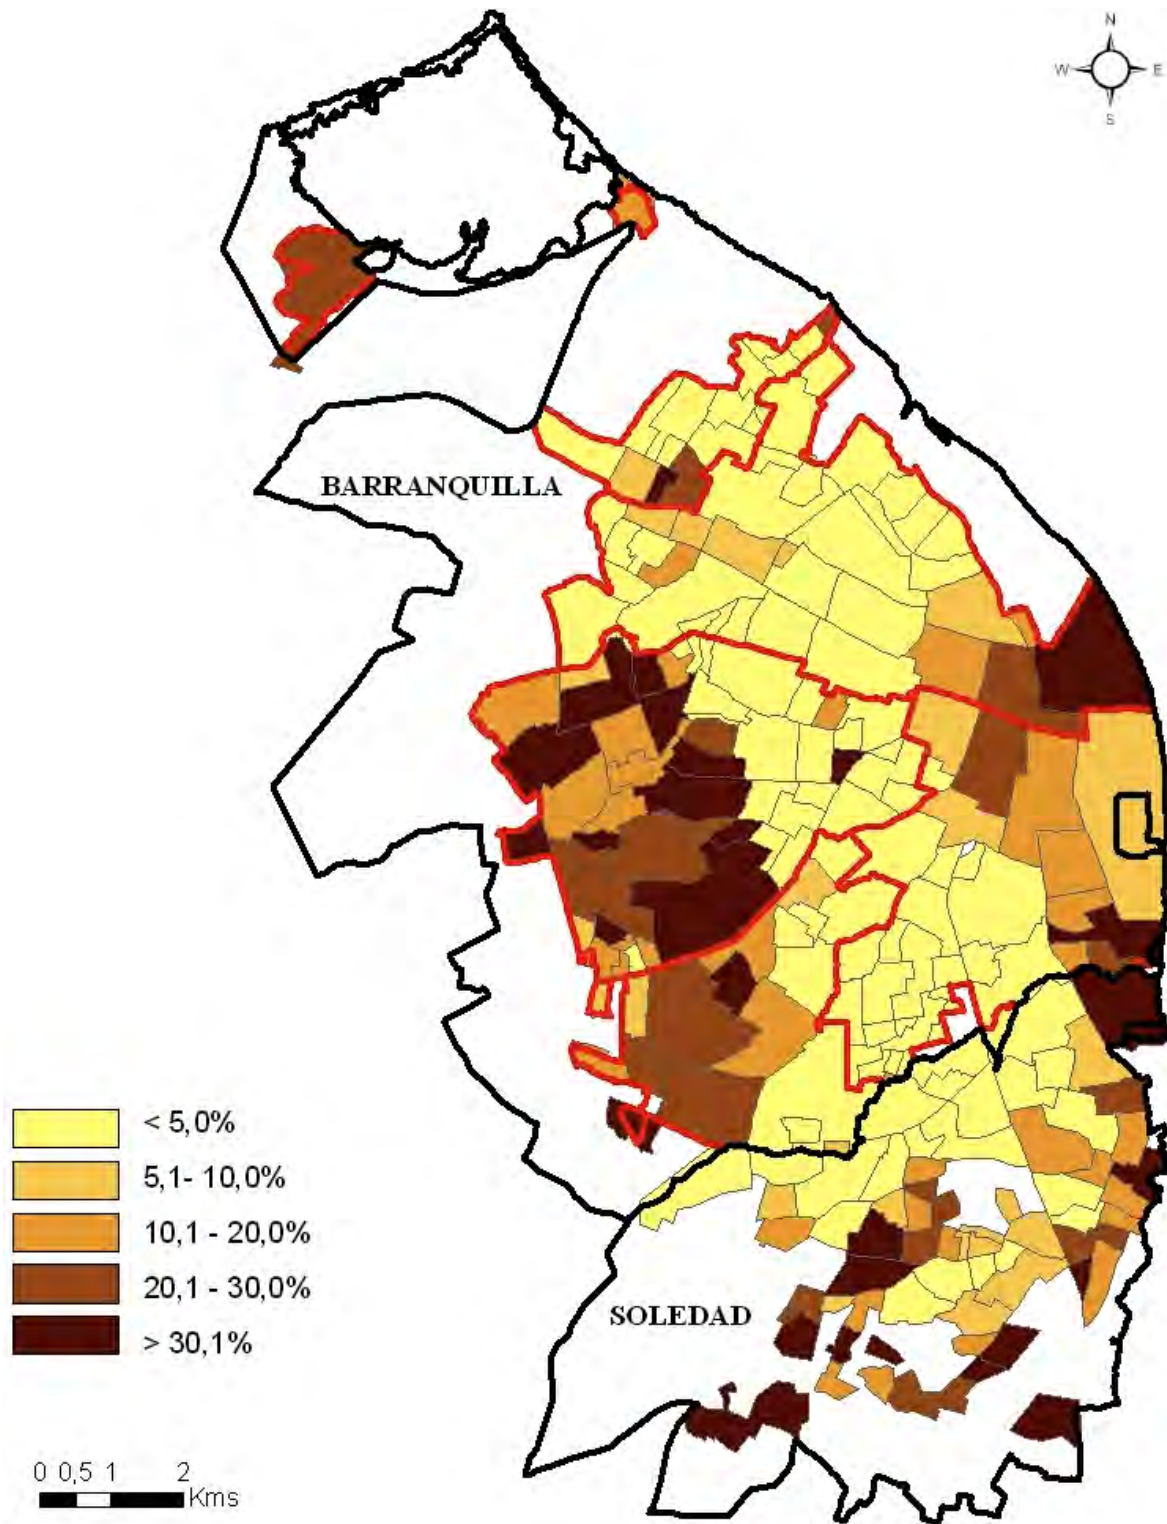 N
W E
S
BARRANQUILLA
< 5,0%
5,1- 10,0%
10,1 - 20,0%
20,1 - 30,0%
> 30,1%
SOLEDAD
0 0,5 1 2
Kms